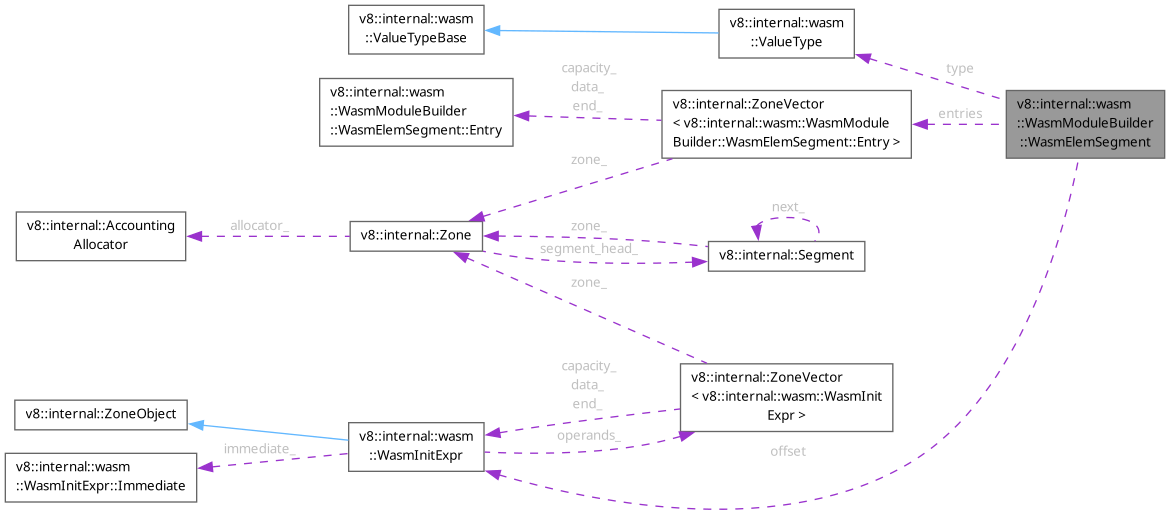 v8::internal::wasm
::ValueTypeBase
v8::internal::wasm
::ValueType
type
v8::internal::wasm
::WasmModuleBuilder
::WasmElemSegment::Entry
capacity_
data_
end_
v8::internal::ZoneVector
< v8::internal::wasm::WasmModule
Builder::WasmElemSegment::Entry >
entries
v8::internal::wasm
::WasmModuleBuilder
::WasmElemSegment
zone_
v8::internal::Accounting
Allocator
allocator_
v8::internal::Zone
zone_
segment_head_
next_
v8::internal::Segment
zone_
v8::internal::ZoneObject
capacity_
data_
end_
v8::internal::ZoneVector
< v8::internal::wasm::WasmInit
Expr >
operands_
v8::internal::wasm
::WasmInitExpr
immediate_
v8::internal::wasm
::WasmInitExpr::Immediate
offset